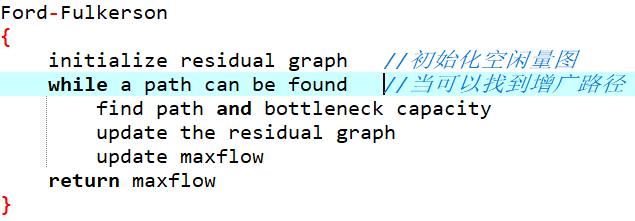 Ford-Fulkerson
{
    initialize residual graph   //初始化空闲量图
    while a path can be found   //当可以找到增广路径
        find path and bottleneck capacity
        update the residual graph
        update maxflow
    return maxflow
}